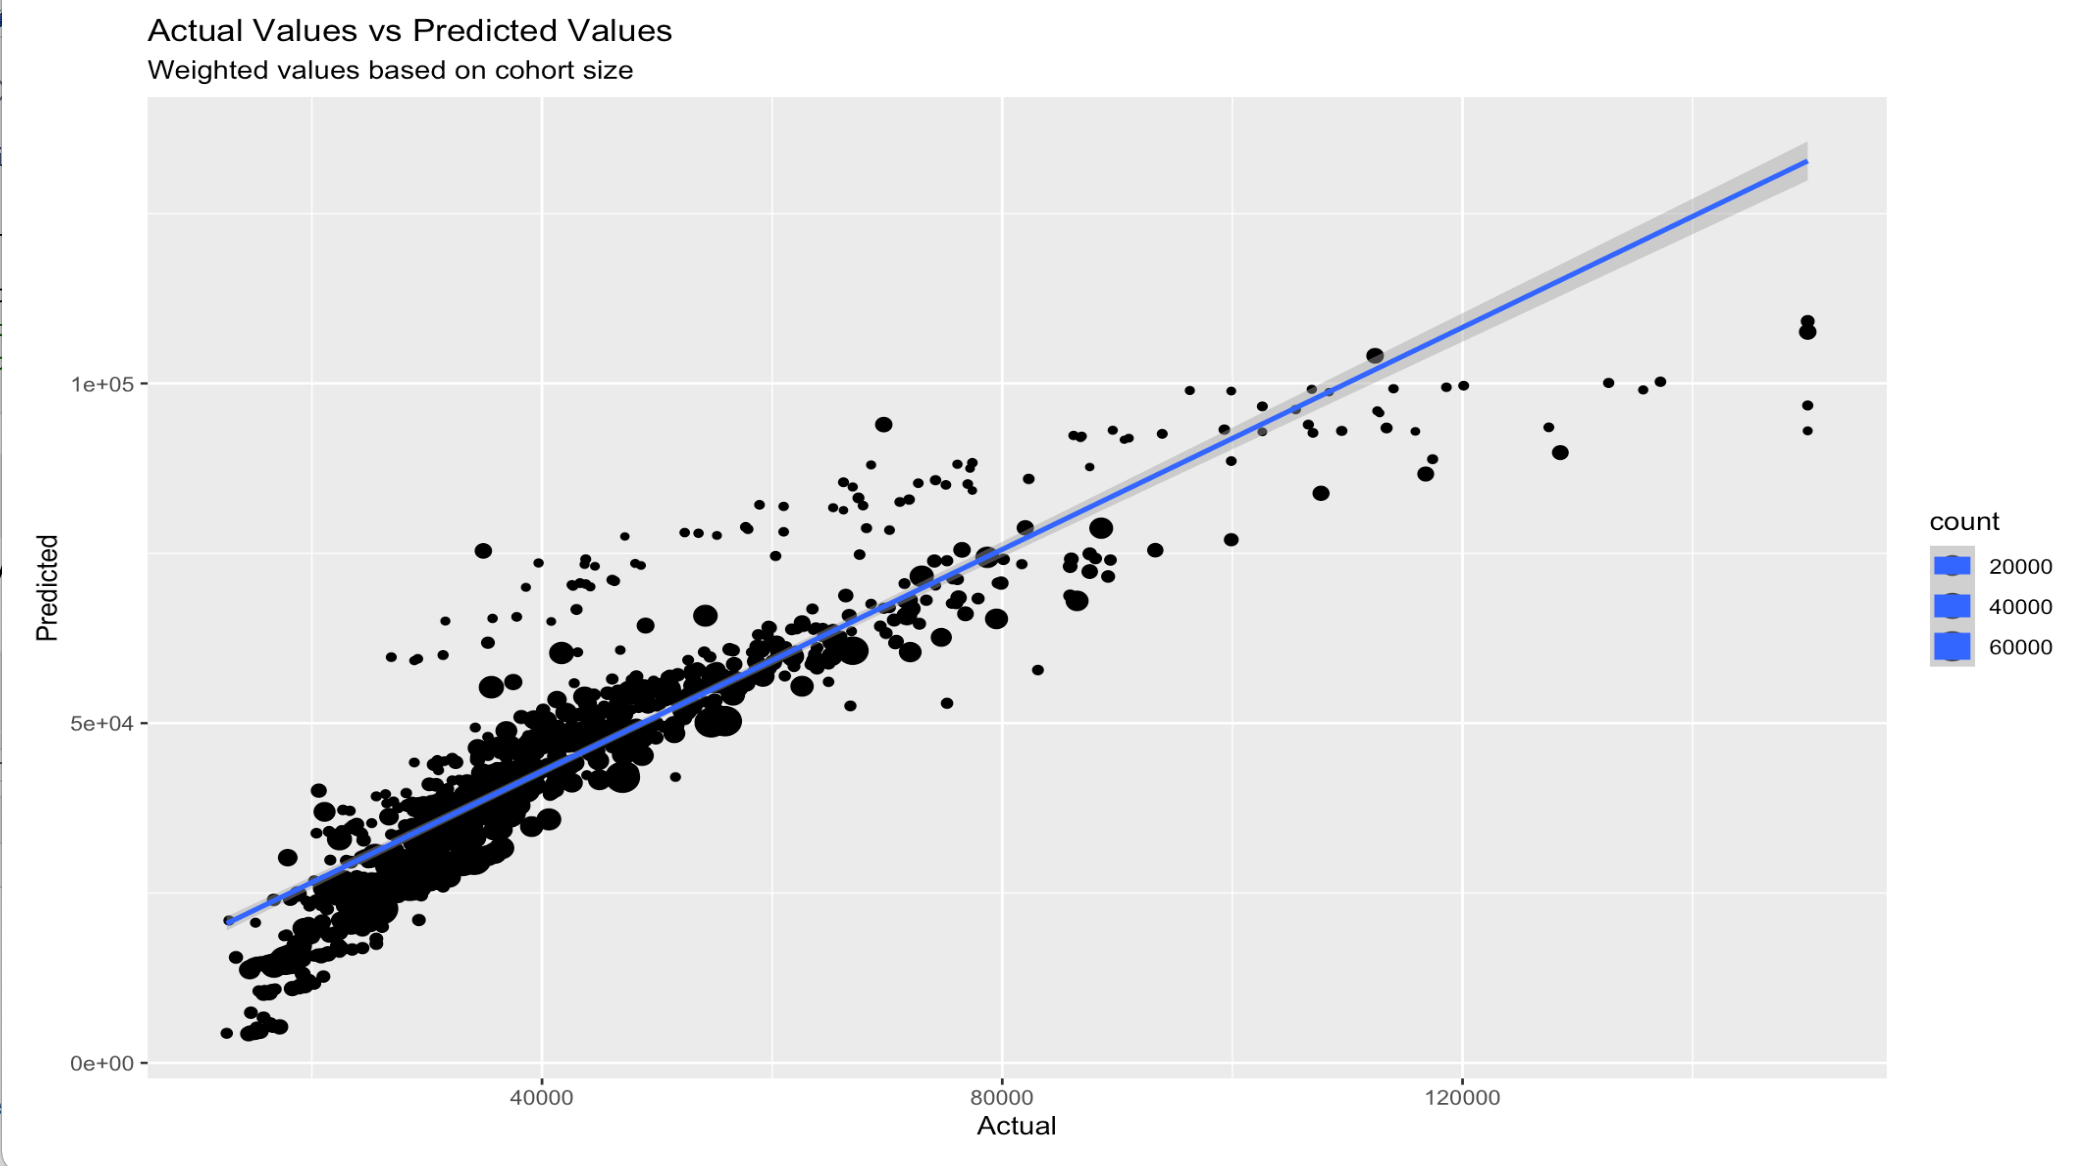 Actual Values vs Predicted Values
Weighted values based on cohort size
Predicted
1e+05
5e+04
0e+00
40000
80000
120000
Actual
count
20000
40000
60000